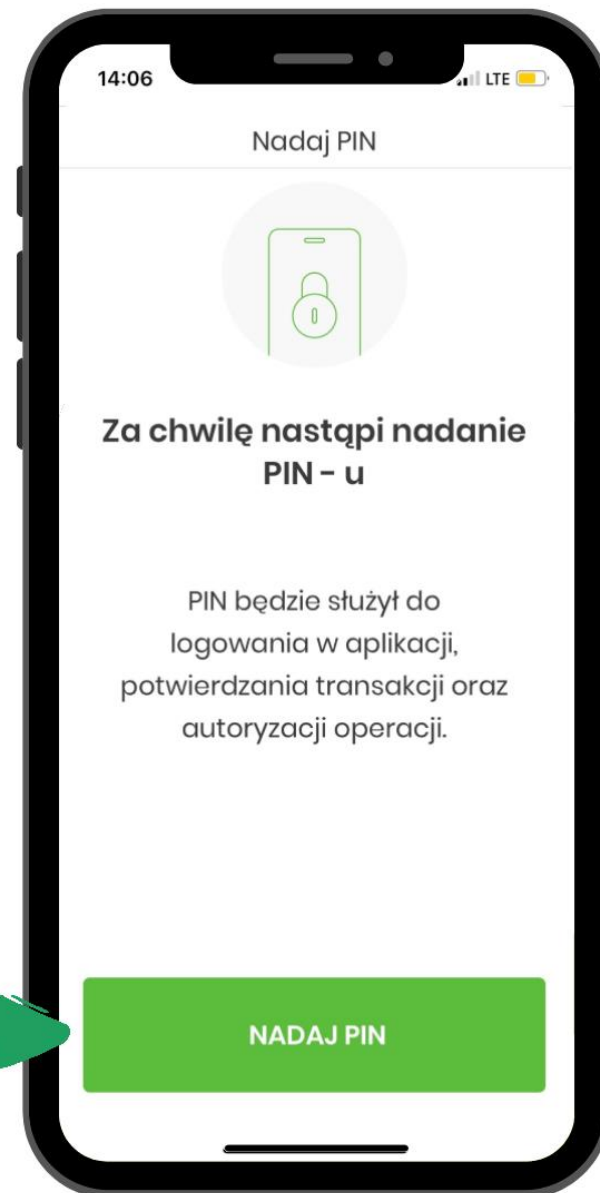 14:06
LTE
Nadaj PIN
Za chwilę nastąpi nadanie
PIN - u
PIN będzie służył do
logowania w aplikacji,
potwierdzania transakcji oraz
autoryzacji operacji.
NADAJ PIN